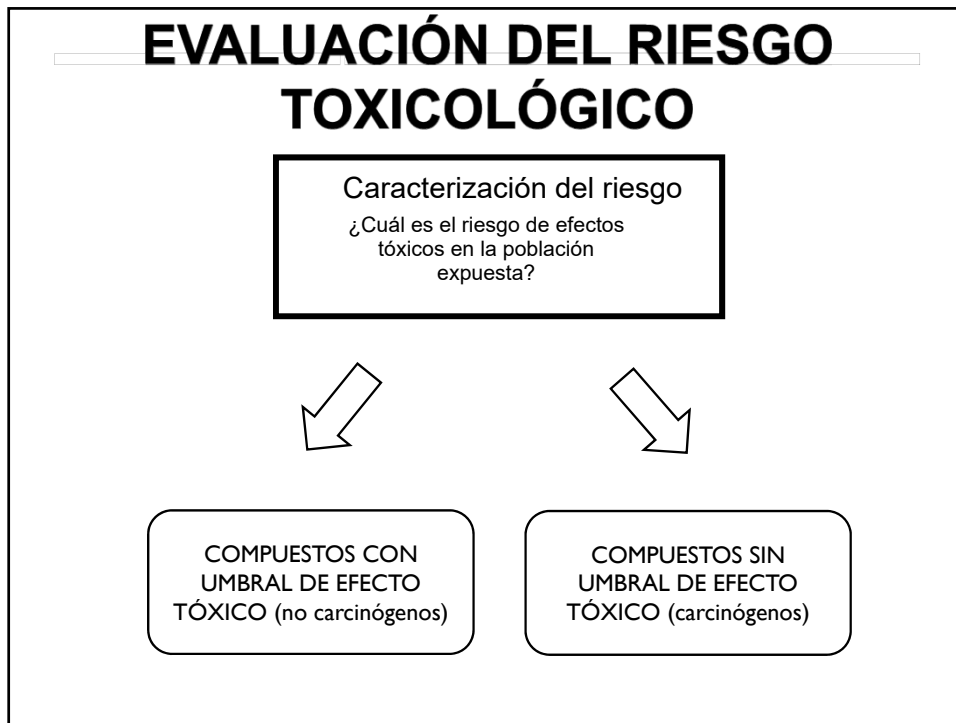 EVALUACIÓN DEL RIESGO
TOXICOLÓGICO
Caracterización del riesgo
¿Cuál es el riesgo de efectos
tóxicos en la población
expuesta?
COMPUESTOS CON
UMBRAL DE EFECTO
TÓXICO (no carcinógenos)
COMPUESTOS SIN
UMBRAL DE EFECTO
TÓXICO (carcinógenos)